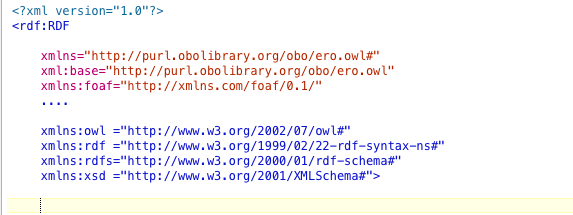 <?xml version="1.0"?>
<rdf:RDF
xmlns="http://purl.obolibrary.org/obo/ero.owl#"
xml:base="http://purl.obolibrary.org/obo/ero.owl"
xmlns:foaf="http://xmlns.com/foaf/0.1/"
....
xmlns:owl ="http://www.w3.org/2002/07/owl#"
xmlns:rdf ="http://www.w3.org/1999/02/22-rdf-syntax-ns#"
xmlns:rdfs="http://www.w3.org/2000/01/rdf-schema#"
xmlns:xsd ="http://www.w3.org/2001/XMLSchema#">